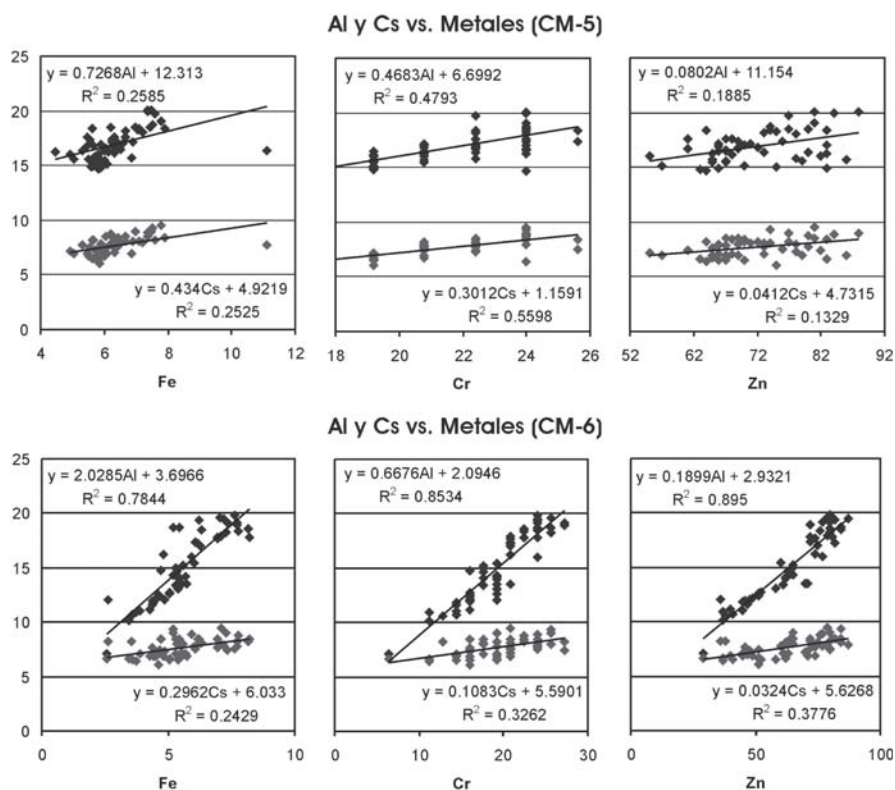 Al y Cs vs. Metales (CM-5)
25
20
15
10
5
0
y = 0.7268Al + 12.313
R² = 0.2585
y = 0.434Cs + 4.9219
R² = 0.2525
4 6 8 10 12
Fe
y = 0.4683Al + 6.6992
R² = 0.4793
y = 0.3012Cs + 1.1591
R² = 0.5598
18 20 22 24 26
Cr
y = 0.0802Al + 11.154
R² = 0.1885
y = 0.0412Cs + 4.7315
R² = 0.1329
52 62 72 82 92
Zn
Al y Cs vs. Metales (CM-6)
25
20
15
10
5
0
y = 2.0285Al + 3.6966
R² = 0.7844
y = 0.2962Cs + 6.033
R² = 0.2429
0 5 10
Fe
y = 0.6676Al + 2.0946
R² = 0.8534
y = 0.1083Cs + 5.5901
R² = 0.3262
0 10 20 30
Cr
y = 0.1899Al + 2.9321
R² = 0.895
y = 0.0324Cs + 5.6268
R² = 0.3776
0 50 100
Zn